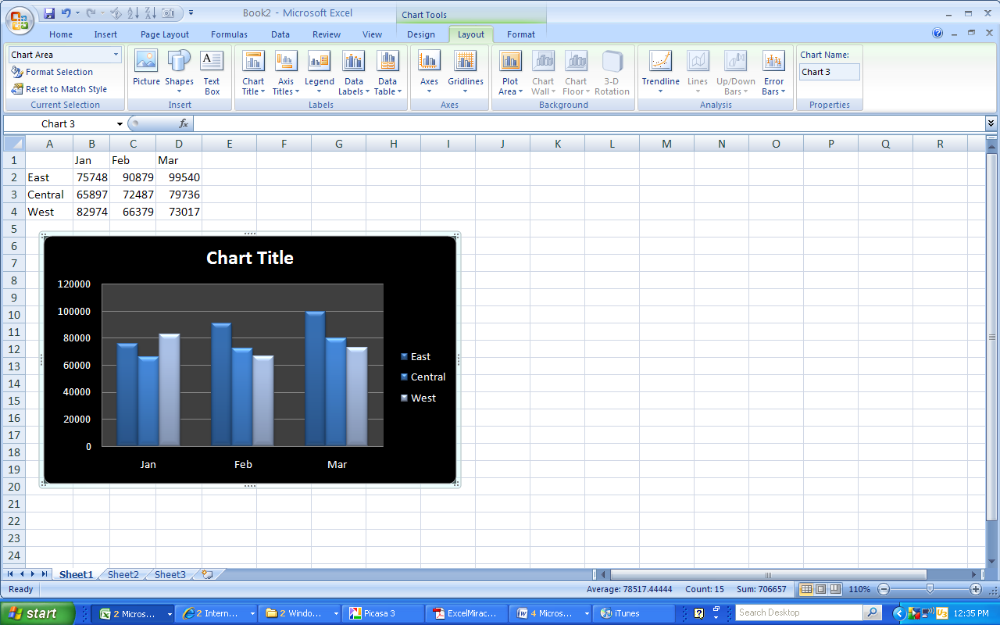 Book2 - Microsoft Excel
Chart Tools
Home Insert Page Layout Formulas Data Review View Design Layout Format
Chart Area
Format Selection
Reset to Match Style
Current Selection
Picture Shapes Text Box
Insert
Chart Title Axis Titles Legend Data Labels Data Table
Labels
Axes Gridlines
Axes
Plot Area Chart Wall Chart Floor 3-D Rotation
Background
Trendline Lines Up/Down Bars Error Bars
Analysis
Chart Name:
Chart 3
Properties
Chart 3 fx
A B C D E F G H I J K L M N O P Q R
1 Jan Feb Mar
2 East 75748 90879 99540
3 Central 65897 72487 79736
4 West 82974 66379 73017
5
6
7
8
9
10
11
12
13
14
15
16
17
18
19
20
21
22
23
24
Chart Title
120000
100000
80000
60000
40000
20000
0
Jan Feb Mar
East
Central
West
Sheet1 Sheet2 Sheet3
Ready Average: 78517.44444 Count: 15 Sum: 706657 110%
start 2 Micros... 2 Intern... 2 Windo... Picasa 3 ExcelMirac... 4 Micros... iTunes Search Desktop 12:35 PM